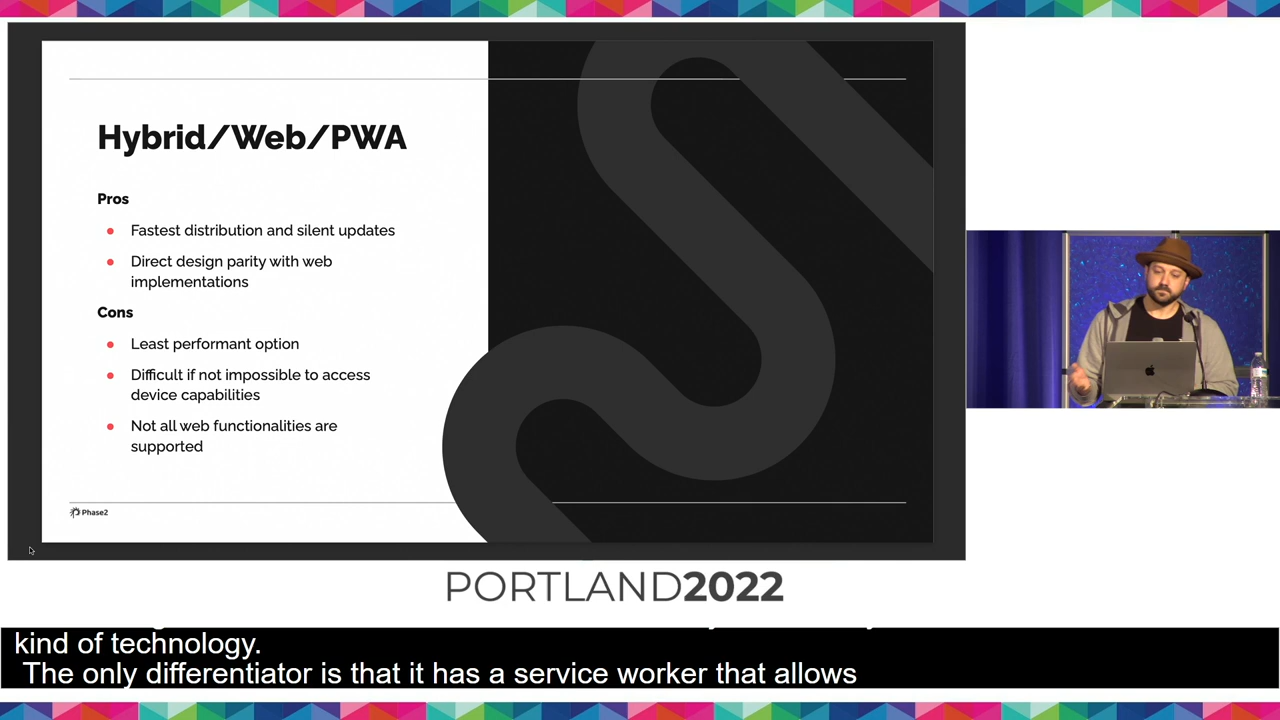 Hybrid/Web/PWA
Pros
Fastest distribution and silent updates
Direct design parity with web
implementations
Cons
Least performant option
Difficult if not impossible to access
device capabilities
Not all web functionalities are
supported
Phase2
PORTLAND2022
kind of technology.
The only differentiator is that it has a service worker that allows